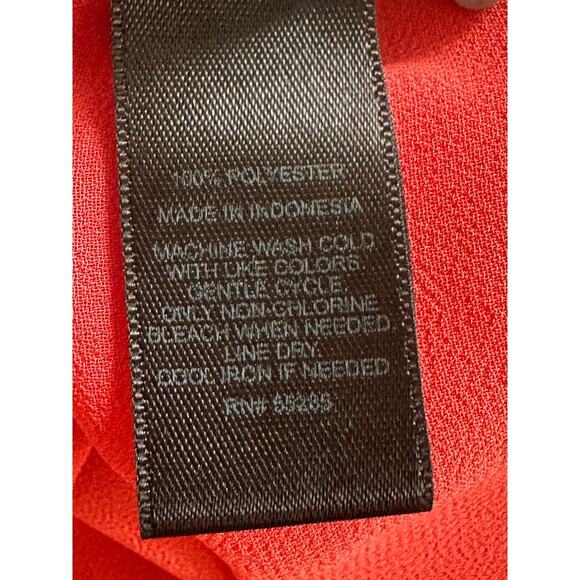 100% POLYESTER
MADE IN INDONESIA
MACHINE WASH COLD
WITH LIKE COLORS.
GENTLE CYCLE.
ONLY NON-CHLORINE
BLEACH WHEN NEEDED.
LINE DRY.
COOL IRON IF NEEDED
RN# 55285